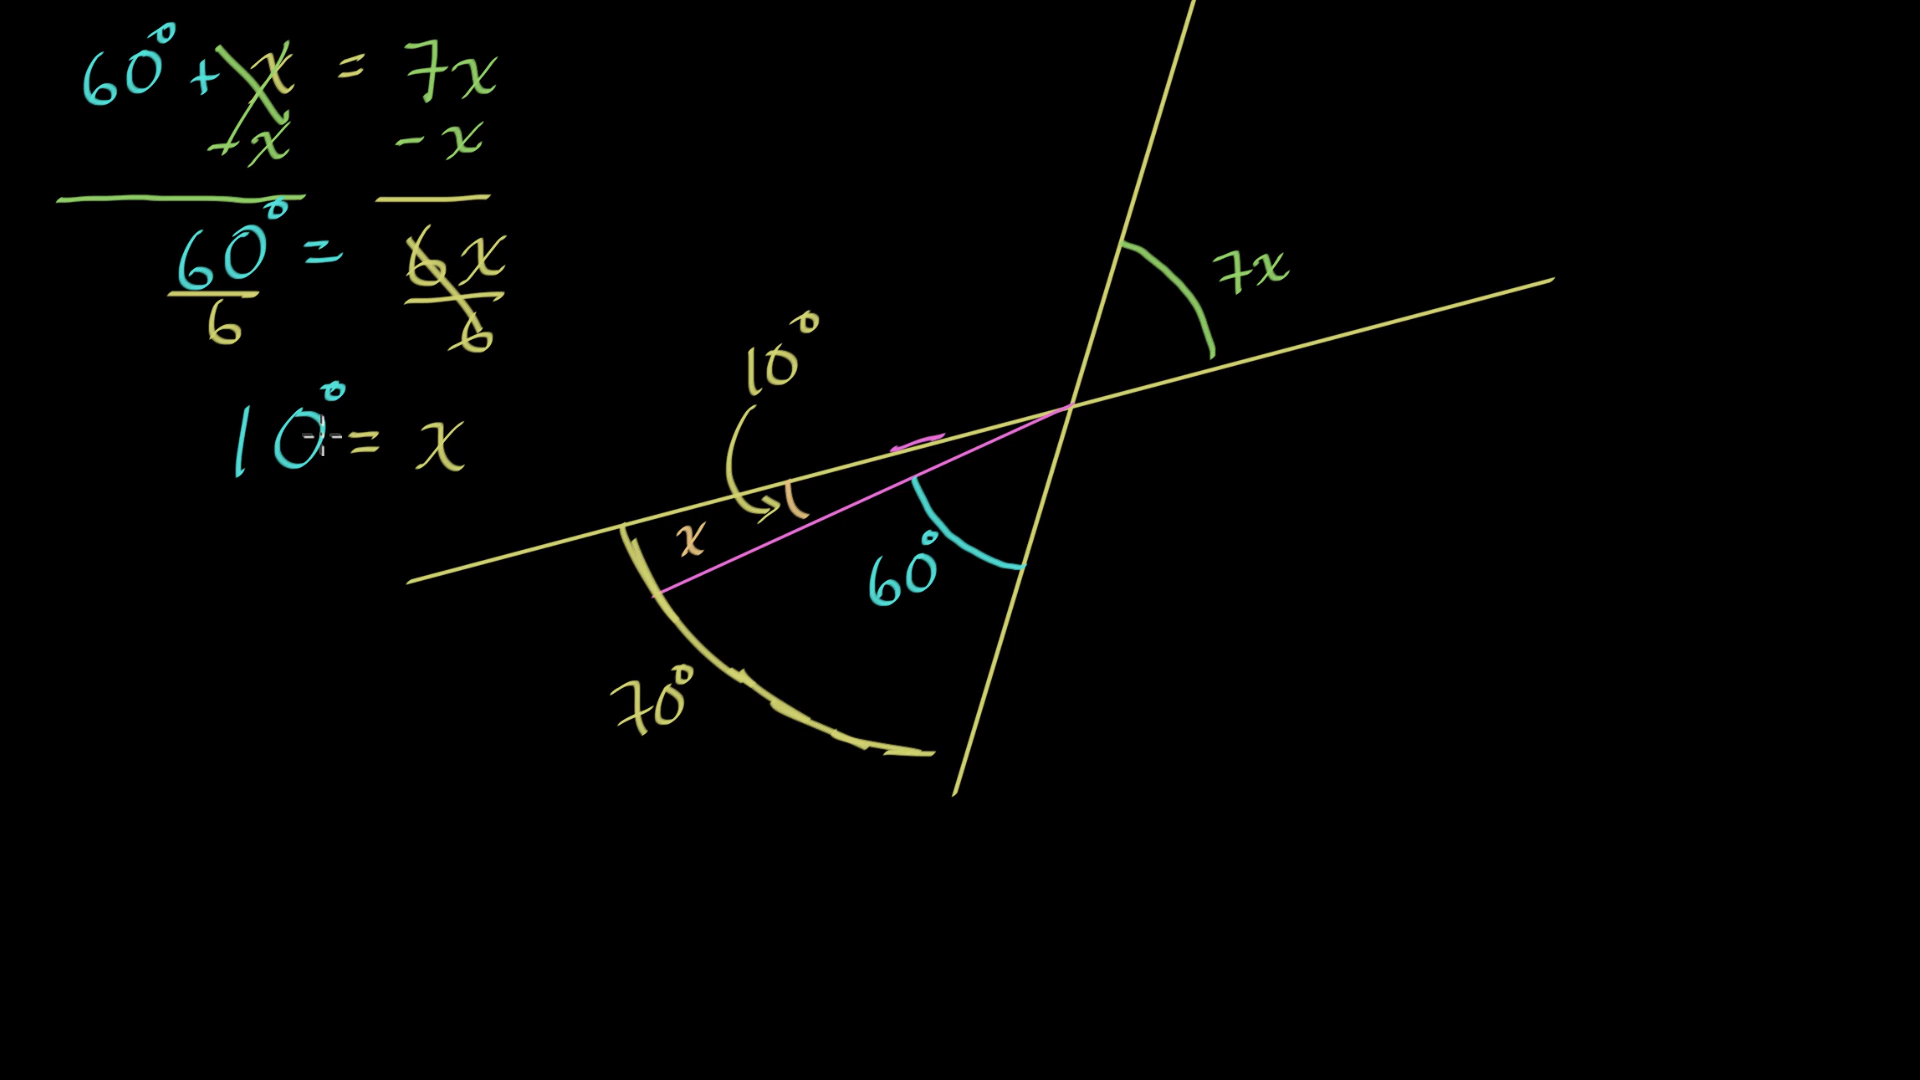 60° + x = 7x
-x -x
60° = 6x
6 6
10° = x
10°
7x
x
60°
70°